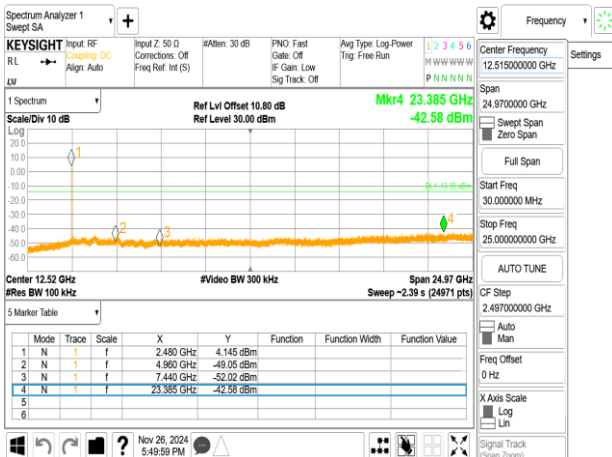 Spectrum Analyzer 1
Swept SA
Frequency
KEYSIGHT
RL
LXI
Input: RF
Coupling: DC
Align: Auto
Input Z: 50 Ω
Corrections: Off
Freq Ref: Int (S)
#Atten: 30 dB
PNO: Fast
Gate: Off
IF Gain: Low
Sig Track: Off
Avg Type: Log-Power
Trig: Free Run
1 2 3 4 5 6
M W W W W W
P N N N N N
Center Frequency
12.515000000 GHz
Settings
1 Spectrum
Scale/Div 10 dB
Ref Lvl Offset 10.80 dB
Ref Level 30.00 dBm
Mkr4 23.385 GHz
-42.58 dBm
Span
24.9700000 GHz
Swept Span
Zero Span
Full Span
Log
20.0
10.0
0.00
-10.0
-20.0
-30.0
-40.0
-50.0
-60.0
1
2
3
4
Start Freq
30.000000 MHz
Stop Freq
25.000000000 GHz
AUTO TUNE
Center 12.52 GHz
#Res BW 100 kHz
#Video BW 300 kHz
Span 24.97 GHz
Sweep ~2.39 s (24971 pts)
CF Step
2.497000000 GHz
Auto
Man
5 Marker Table
Mode Trace Scale X Y Function Function Width Function Value
1 N 1 f 2.480 GHz 4.145 dBm
2 N 1 f 4.960 GHz -49.05 dBm
3 N 1 f 7.440 GHz -52.02 dBm
4 N 1 f 23.385 GHz -42.58 dBm
5
6
Freq Offset
0 Hz
X Axis Scale
Log
Lin
Signal Track
(Span Zoom)
Nov 26, 2024
5:49:59 PM